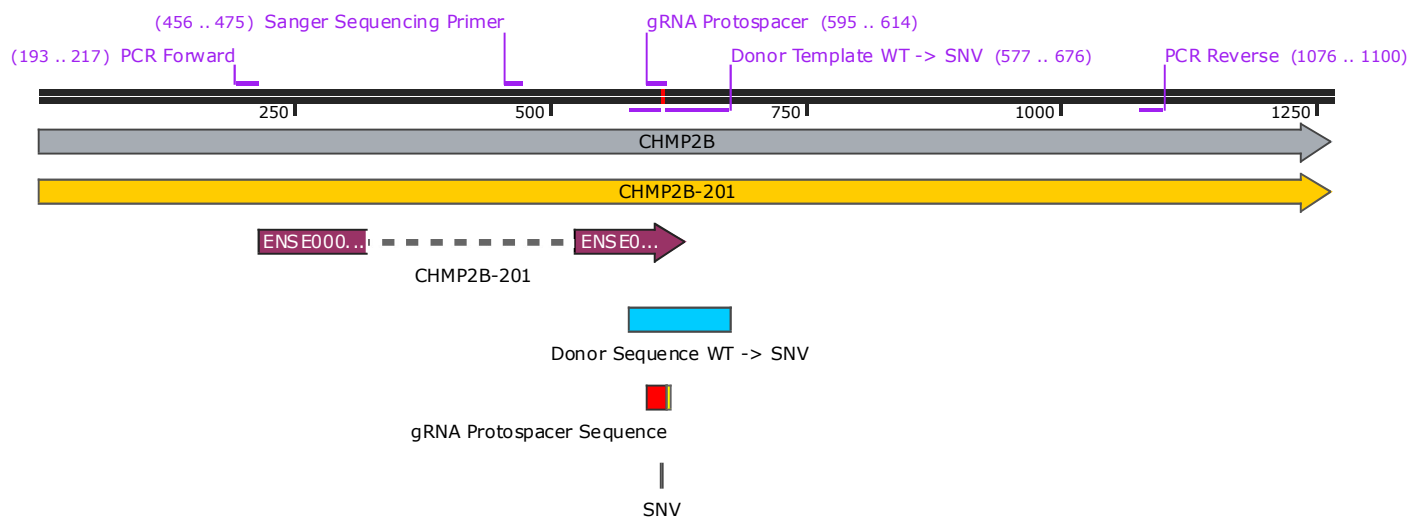 (456 .. 475) Sanger Sequencing Primer
gRNA Protospacer (595 .. 614)
(193 .. 217) PCR Forward
Donor Template WT -> SNV (577 .. 676)
PCR Reverse (1076 .. 1100)
250
500
750
1000
1250
CHMP2B
CHMP2B-201
ENSE000...
ENSE0...
CHMP2B-201
Donor Sequence WT -> SNV
gRNA Protospacer Sequence
SNV